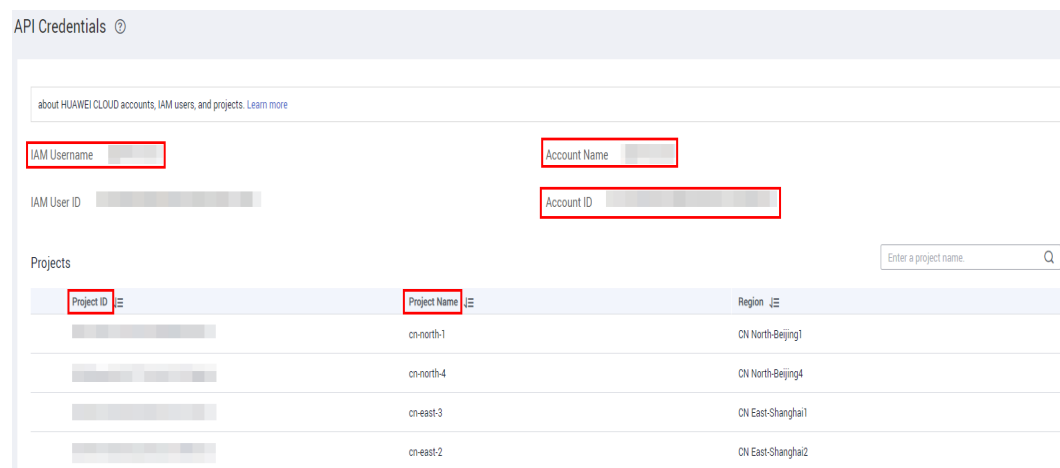 API Credentials ?
about HUAWEI CLOUD accounts, IAM users, and projects. Learn more
IAM Username
Account Name
IAM User ID
Account ID
Projects
Enter a project name.
Project ID
Project Name
Region
cn-north-1
CN North-Beijing1
cn-north-4
CN North-Beijing4
cn-east-3
CN East-Shanghai1
cn-east-2
CN East-Shanghai2